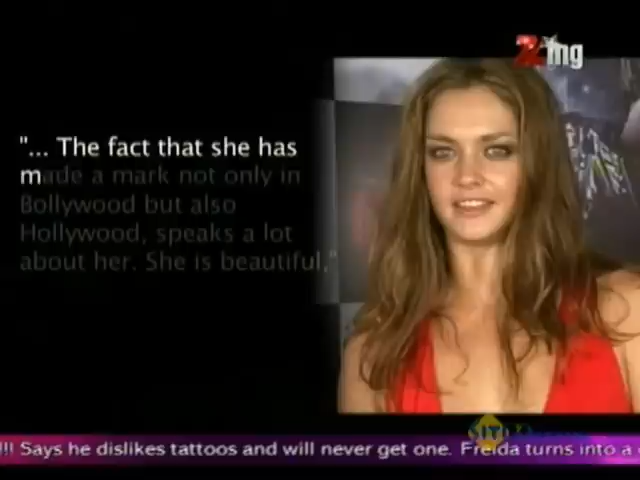 Zing
"... The fact that she has
made a mark not only in
Bollywood but also
Hollywood, speaks a lot
about her. She is beautiful,"
SIT
!!! Says he dislikes tattoos and will never get one. Freida turns into a